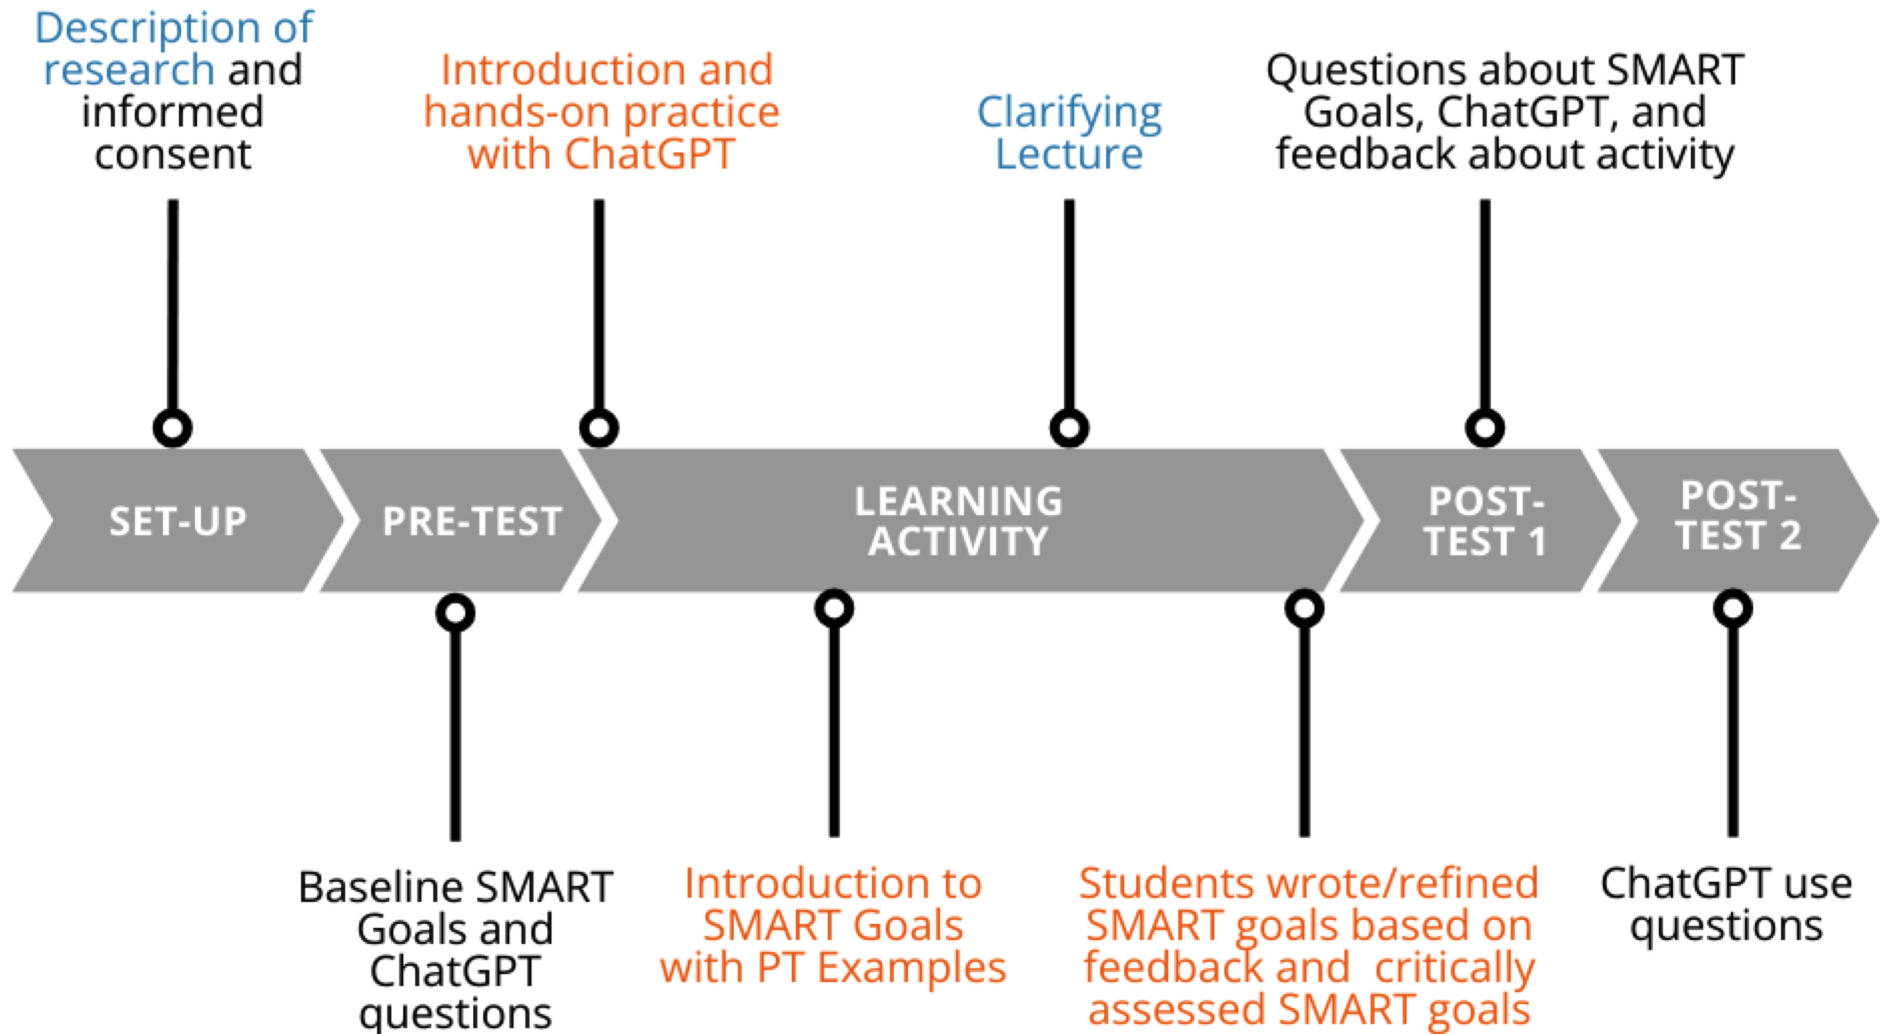 Description of
research and
informed
consent
Introduction and
hands-on practice
with ChatGPT
Clarifying
Lecture
Questions about SMART
Goals, ChatGPT, and
feedback about activity
SET-UP
PRE-TEST
LEARNING
ACTIVITY
POST-
TEST 1
POST-
TEST 2
Baseline SMART
Goals and
ChatGPT
questions
Introduction to
SMART Goals
with PT Examples
Students wrote/refined
SMART goals based on
feedback and  critically
assessed SMART goals
ChatGPT use
questions